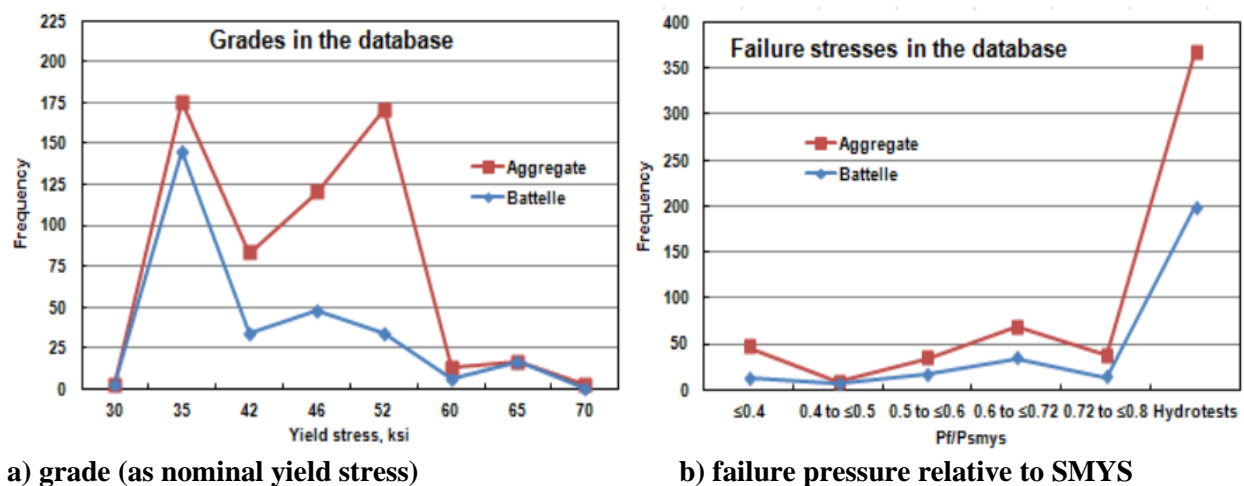 Grades in the database
225
200
175
150
125
100
75
50
25
0
Frequency
Aggregate
Battelle
30 35 42 46 52 60 65 70
Yield stress, ksi
a) grade (as nominal yield stress)
Failure stresses in the database
400
350
300
250
200
150
100
50
0
Frequency
Aggregate
Battelle
≤0.4 0.4 to ≤0.5 0.5 to ≤0.6 0.6 to ≤0.72 0.72 to ≤0.8 Hydrotests
Pf/Psmys
b) failure pressure relative to SMYS